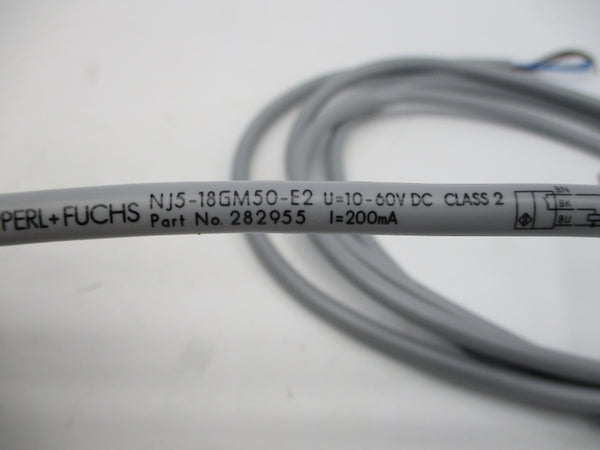 PERL+FUCHS NJ5-18GM50-E2 U=10-60V DC CLASS 2
Part No. 282955 I=200mA
BN
BK
BU